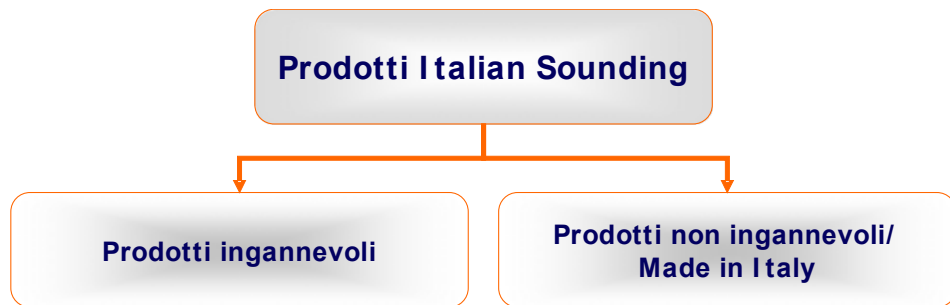 Prodotti Italian Sounding
Prodotti ingannevoli
Prodotti non ingannevoli/
Made in Italy